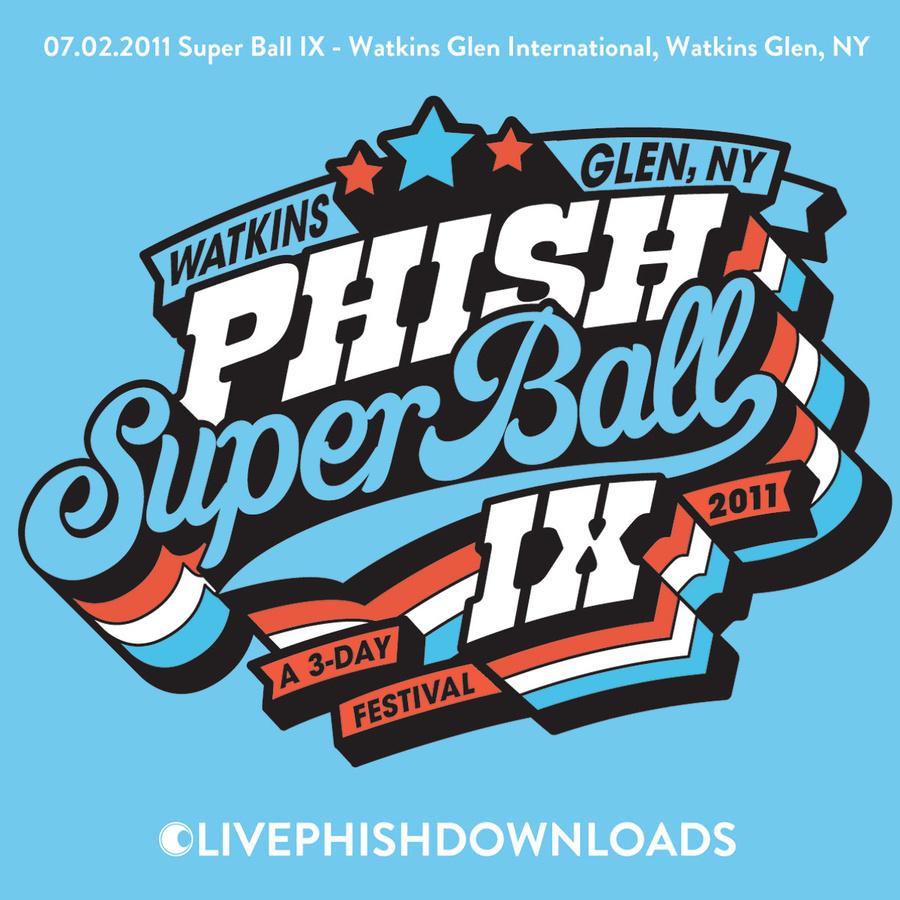 07.02.2011 Super Ball IX - Watkins Glen International, Watkins Glen, NY
WATKINS GLEN, NY
PHISH
Super Ball
IX
2011
A 3-DAY
FESTIVAL
LIVEPHISHDOWNLOADS